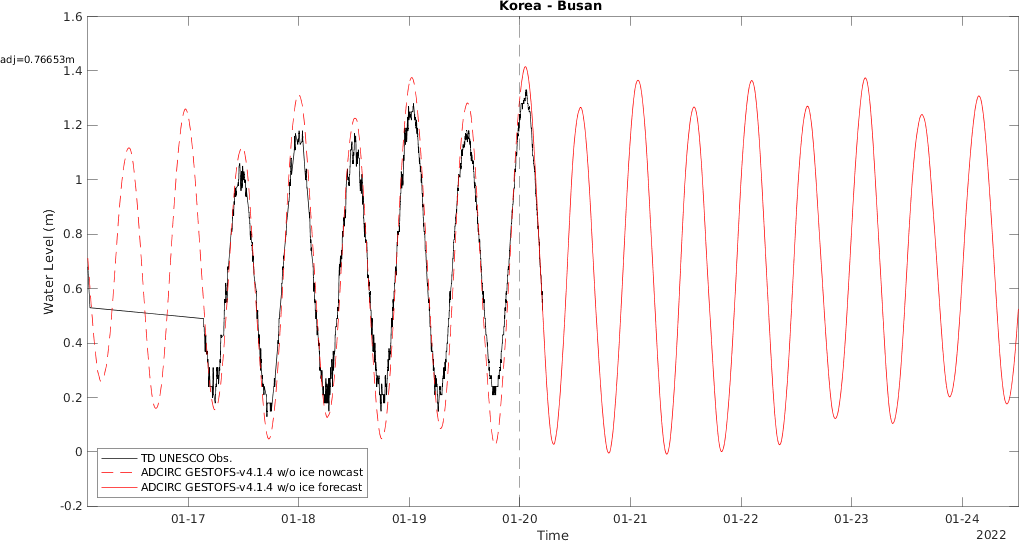 Korea - Busan
1.6
adj=0.76653m
1.4
1.2
1
0.8
0.6
0.4
0.2
0
-0.2
Water Level (m)
TD UNESCO Obs.
ADCIRC GESTOFS-v4.1.4 w/o ice nowcast
ADCIRC GESTOFS-v4.1.4 w/o ice forecast
01-17 01-18 01-19 01-20 01-21 01-22 01-23 01-24
Time
2022